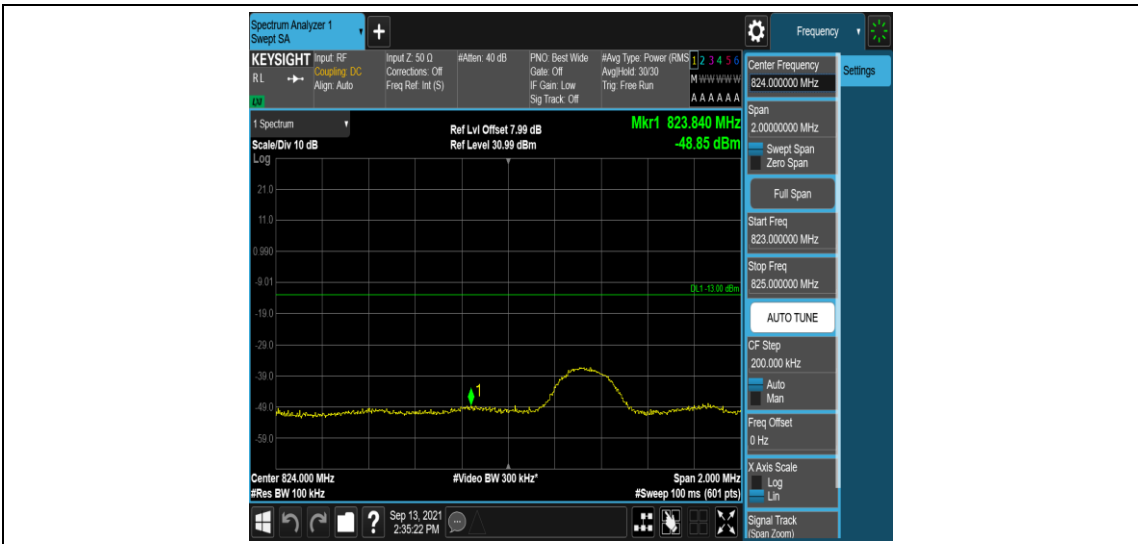 Spectrum Analyzer 1
Swept SA
+
Frequency
KEYSIGHT
RL
LXI
Input: RF
Coupling: DC
Align: Auto
Input Z: 50 Ω
Corrections: Off
Freq Ref: Int (S)
#Atten: 40 dB
PNO: Best Wide
Gate: Off
IF Gain: Low
Sig Track: Off
#Avg Type: Power (RMS
Avg|Hold: 30/30
Trig: Free Run
1 2 3 4 5 6
M W W W W W
A A A A A A
1 Spectrum
Scale/Div 10 dB
Ref Lvl Offset 7.99 dB
Ref Level 30.99 dBm
Mkr1 823.840 MHz
-48.85 dBm
Log
21.0
11.0
0.990
-9.01
DL1 -13.00 dBm
-19.0
-29.0
-39.0
1
-49.0
-59.0
Center 824.000 MHz
#Video BW 300 kHz*
Span 2.000 MHz
#Res BW 100 kHz
#Sweep 100 ms (601 pts)
?
Sep 13, 2021
2:35:22 PM
Center Frequency
824.000000 MHz
Settings
Span
2.00000000 MHz
Swept Span
Zero Span
Full Span
Start Freq
823.000000 MHz
Stop Freq
825.000000 MHz
AUTO TUNE
CF Step
200.000 kHz
Auto
Man
Freq Offset
0 Hz
X Axis Scale
Log
Lin
Signal Track
(Span Zoom)